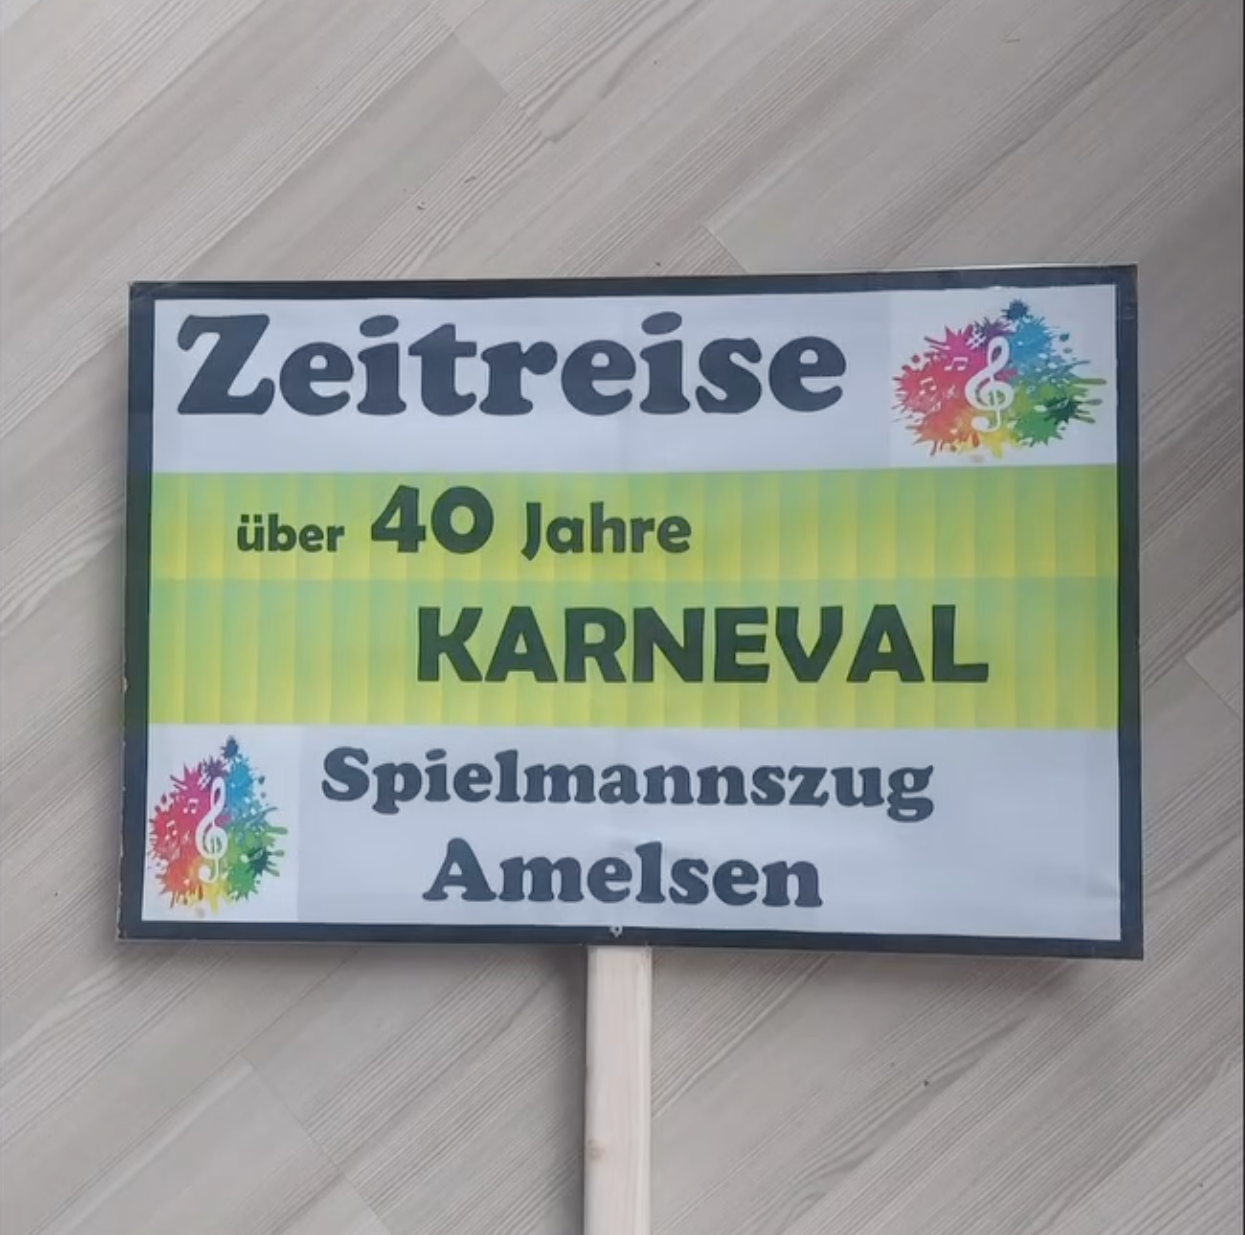 Zeitreise
über 40 Jahre
KARNEVAL
Spielmannszug
Amelsen